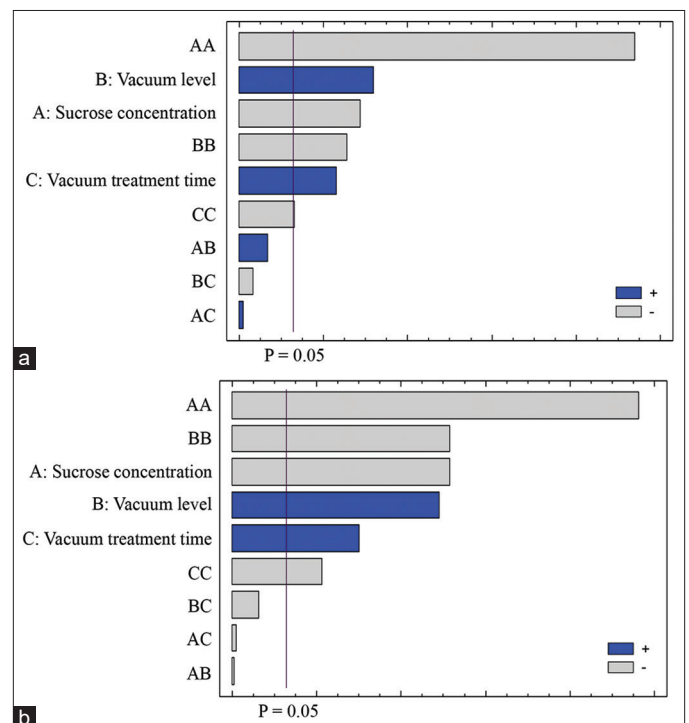 AA
B: Vacuum level
A: Sucrose concentration
BB
C: Vacuum treatment time
CC
AB
BC
AC
+
-
a
P = 0.05
AA
BB
A: Sucrose concentration
B: Vacuum level
C: Vacuum treatment time
CC
BC
AC
AB
+
-
b
P = 0.05